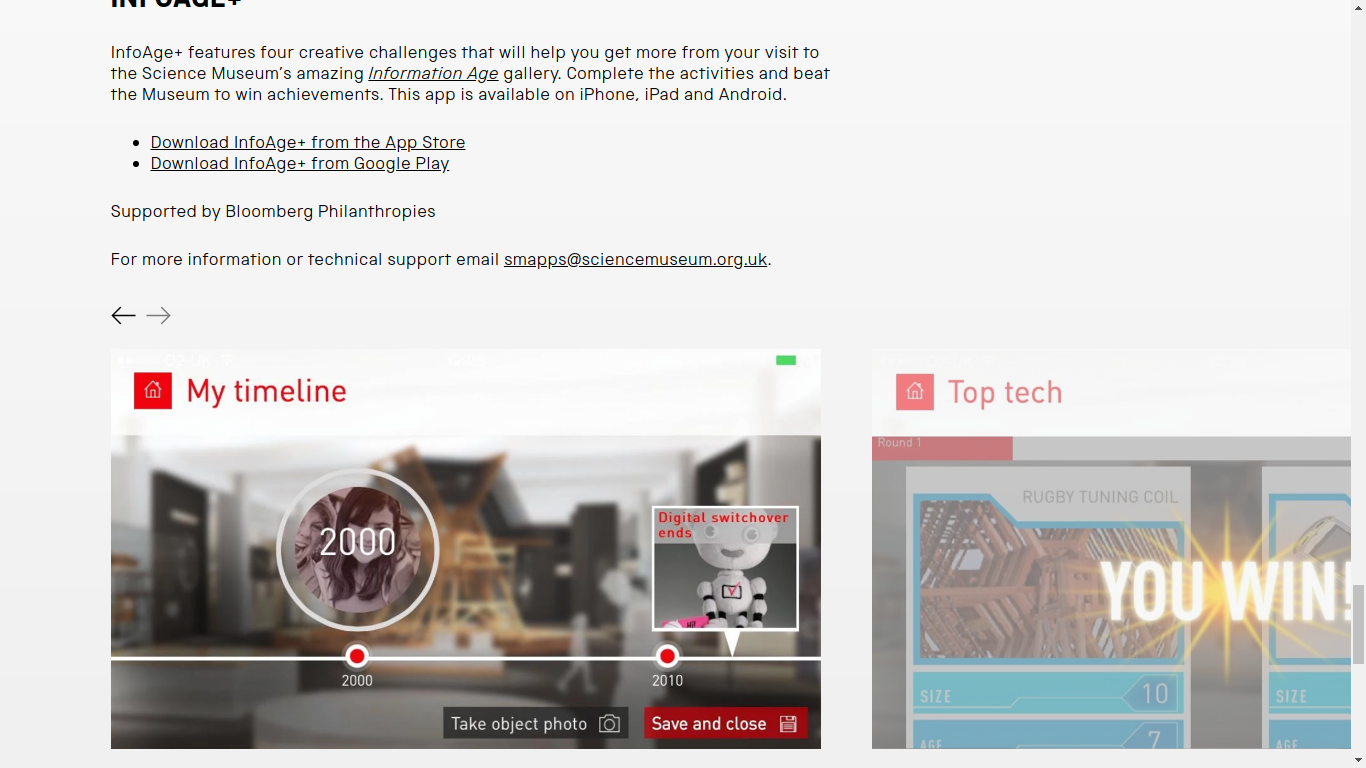 INFOAGE+
InfoAge+ features four creative challenges that will help you get more from your visit to
the Science Museum’s amazing Information Age gallery. Complete the activities and beat
the Museum to win achievements. This app is available on iPhone, iPad and Android.
Download InfoAge+ from the App Store
Download InfoAge+ from Google Play
Supported by Bloomberg Philanthropies
For more information or technical support email smapps@sciencemuseum.org.uk.
My timeline
2000
Digital switchover
ends
Hi!
2000
2010
Take object photo
Save and close
Top tech
Round 1
RUGBY TUNING COIL
YOU WIN!
SIZE
10
SIZE
AGE
7
AGE